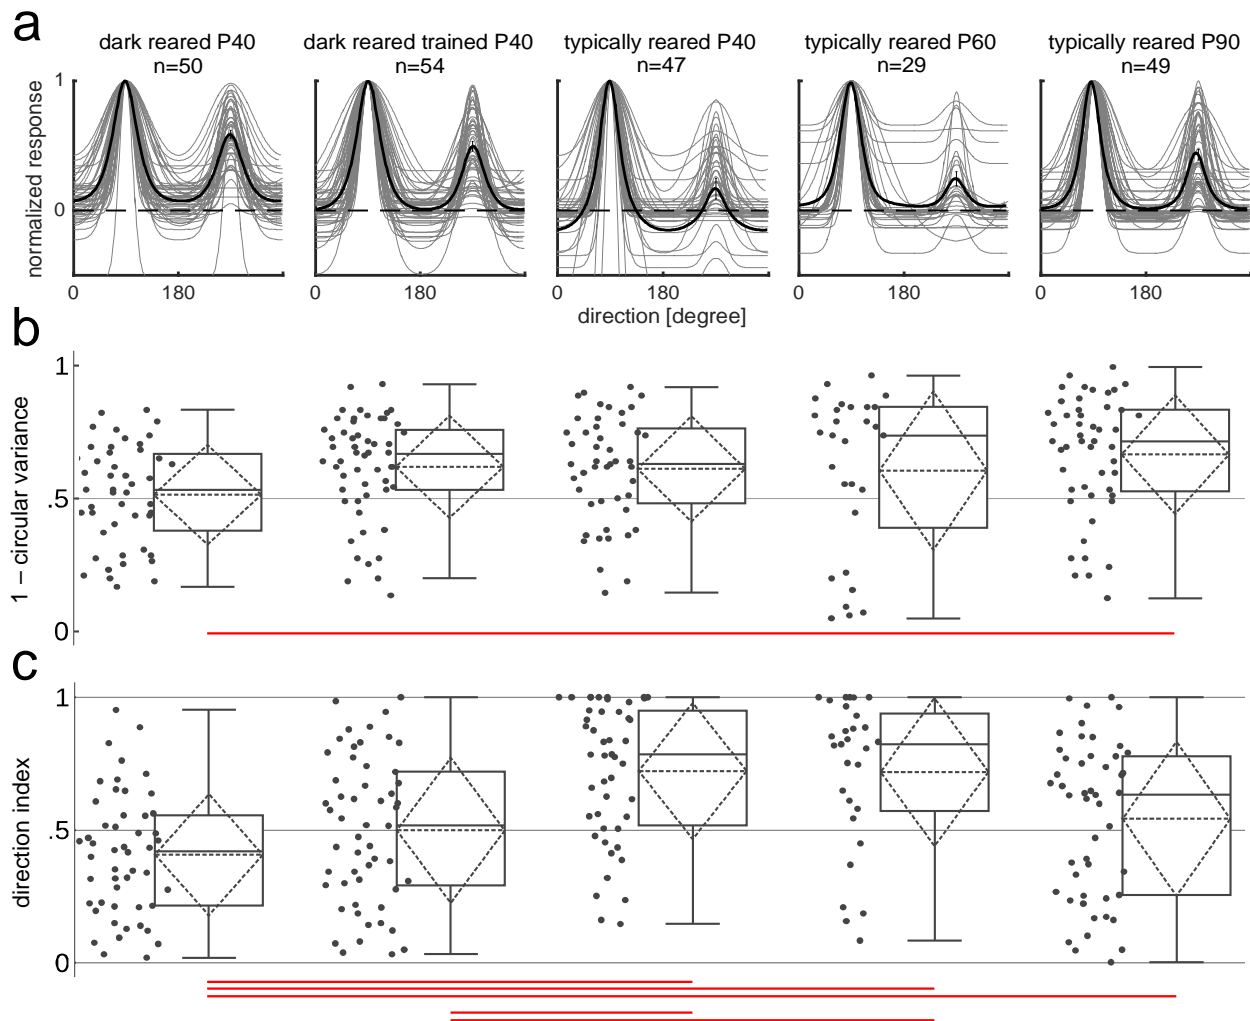 a
dark reared P40
n=50
dark reared trained P40
n=54
typically reared P40
n=47
typically reared P60
n=29
typically reared P90
n=49
normalized response
1
0
0
180
0
180
0
180
0
180
0
180
direction [degree]
b
1 – circular variance
1
.5
0
c
direction index
1
.5
0